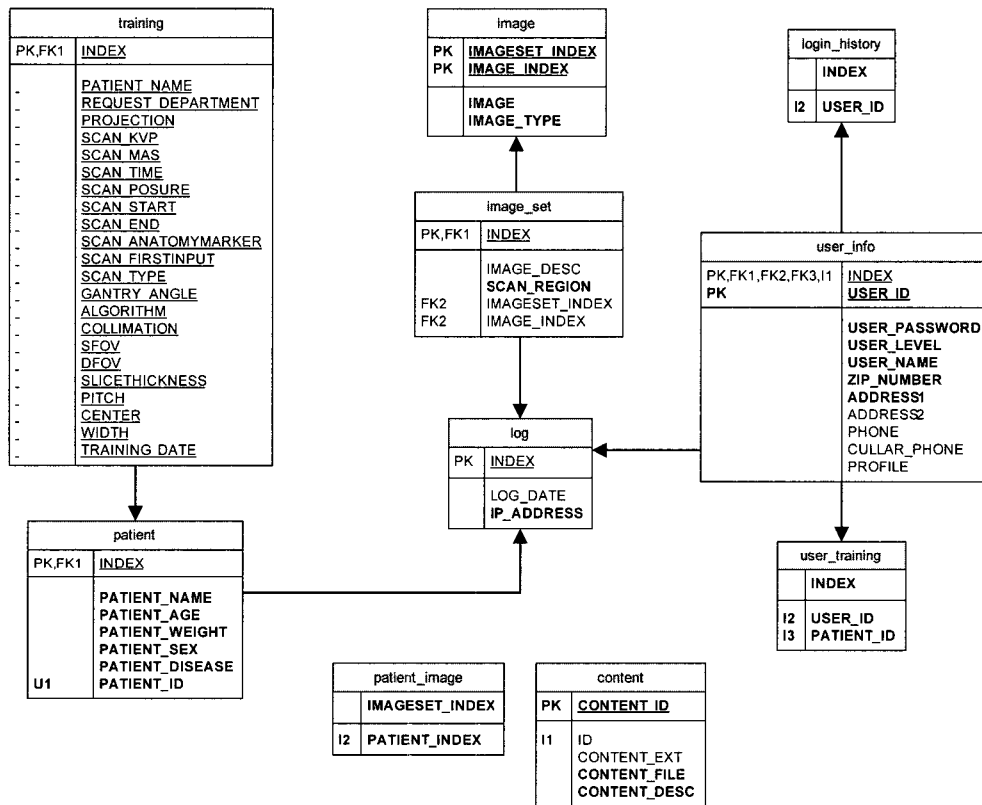 training
PK,FK1 INDEX
- PATIENT_NAME
- REQUEST_DEPARTMENT
- PROJECTION
- SCAN_KVP
- SCAN_MAS
- SCAN_TIME
- SCAN_POSURE
- SCAN_START
- SCAN_END
- SCAN_ANATOMYMARKER
- SCAN_FIRSTINPUT
- SCAN_TYPE
- GANTRY_ANGLE
- ALGORITHM
- COLLIMATION
- SFOV
- DFOV
- SLICETHICKNESS
- PITCH
- CENTER
- WIDTH
- TRAINING_DATE
image
PK IMAGESET_INDEX
PK IMAGE_INDEX
IMAGE
IMAGE_TYPE
login_history
INDEX
I2 USER_ID
image_set
PK,FK1 INDEX
IMAGE_DESC
SCAN_REGION
FK2 IMAGESET_INDEX
FK2 IMAGE_INDEX
user_info
PK,FK1,FK2,FK3,I1 INDEX
PK USER_ID
USER_PASSWORD
USER_LEVEL
USER_NAME
ZIP_NUMBER
ADDRESS1
ADDRESS2
PHONE
CULLAR_PHONE
PROFILE
log
PK INDEX
LOG_DATE
IP_ADDRESS
patient
PK,FK1 INDEX
PATIENT_NAME
PATIENT_AGE
PATIENT_WEIGHT
PATIENT_SEX
PATIENT_DISEASE
U1 PATIENT_ID
user_training
INDEX
I2 USER_ID
I3 PATIENT_ID
patient_image
IMAGESET_INDEX
I2 PATIENT_INDEX
content
PK CONTENT_ID
I1 ID
CONTENT_EXT
CONTENT_FILE
CONTENT_DESC